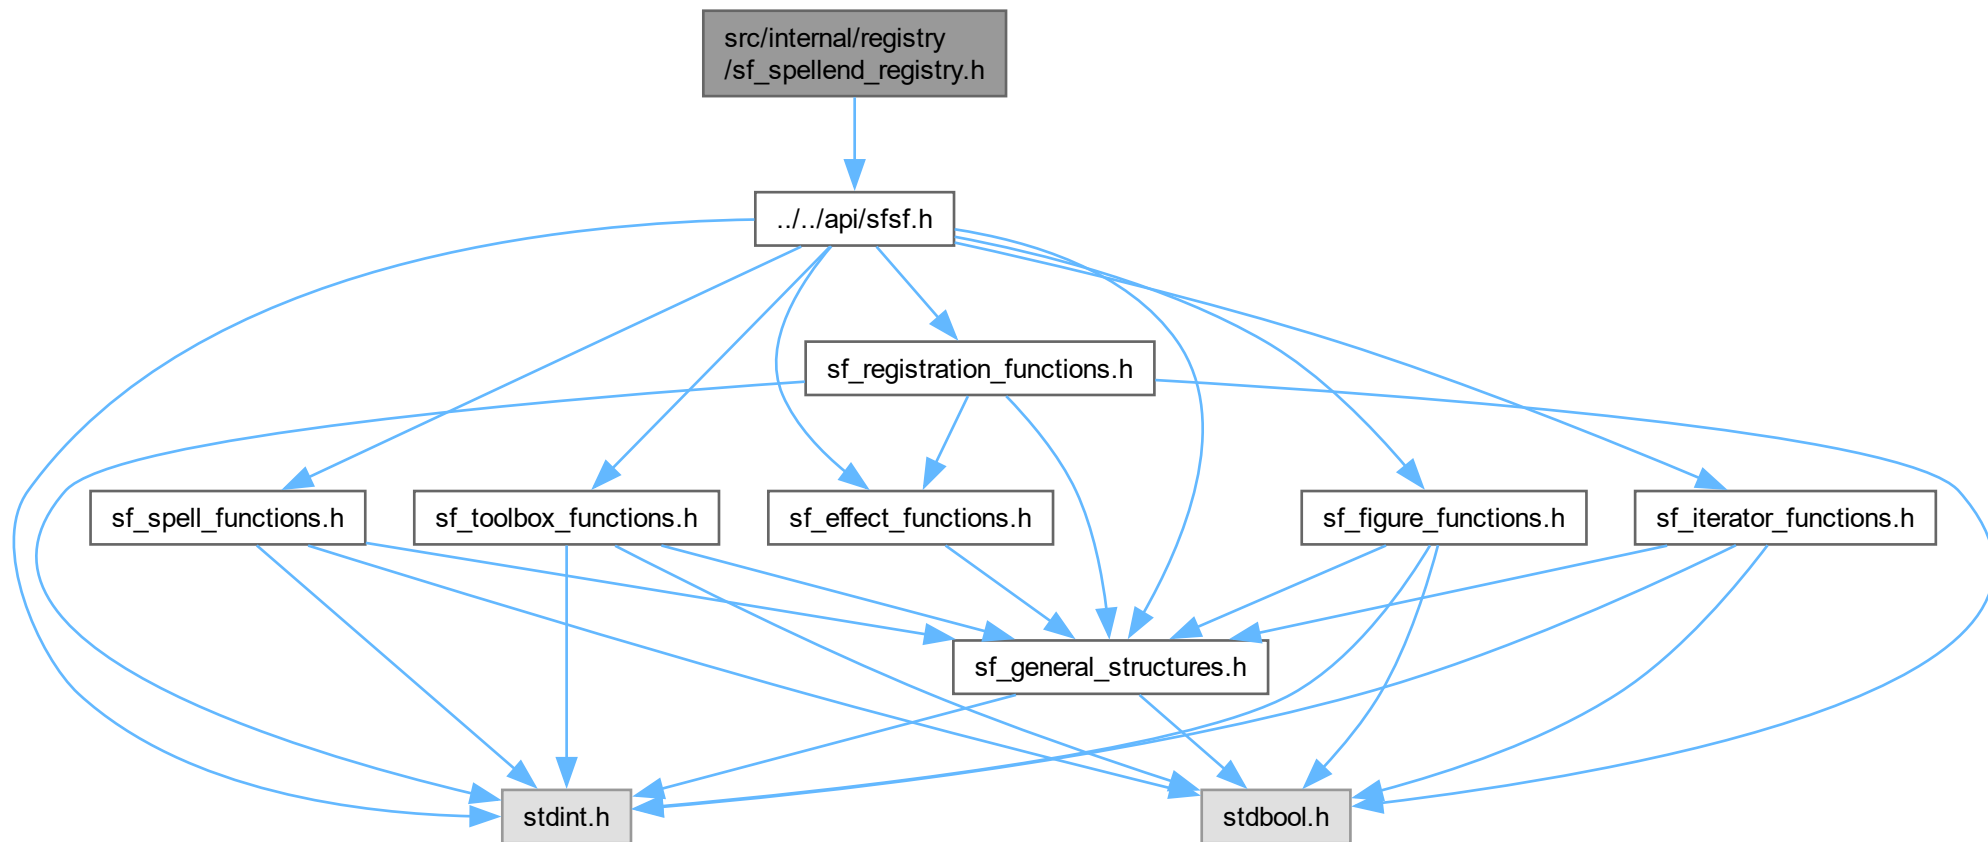 src/internal/registry
/sf_spellend_registry.h
../../api/sfsf.h
sf_registration_functions.h
sf_spell_functions.h
sf_toolbox_functions.h
sf_effect_functions.h
sf_figure_functions.h
sf_iterator_functions.h
sf_general_structures.h
stdint.h
stdbool.h